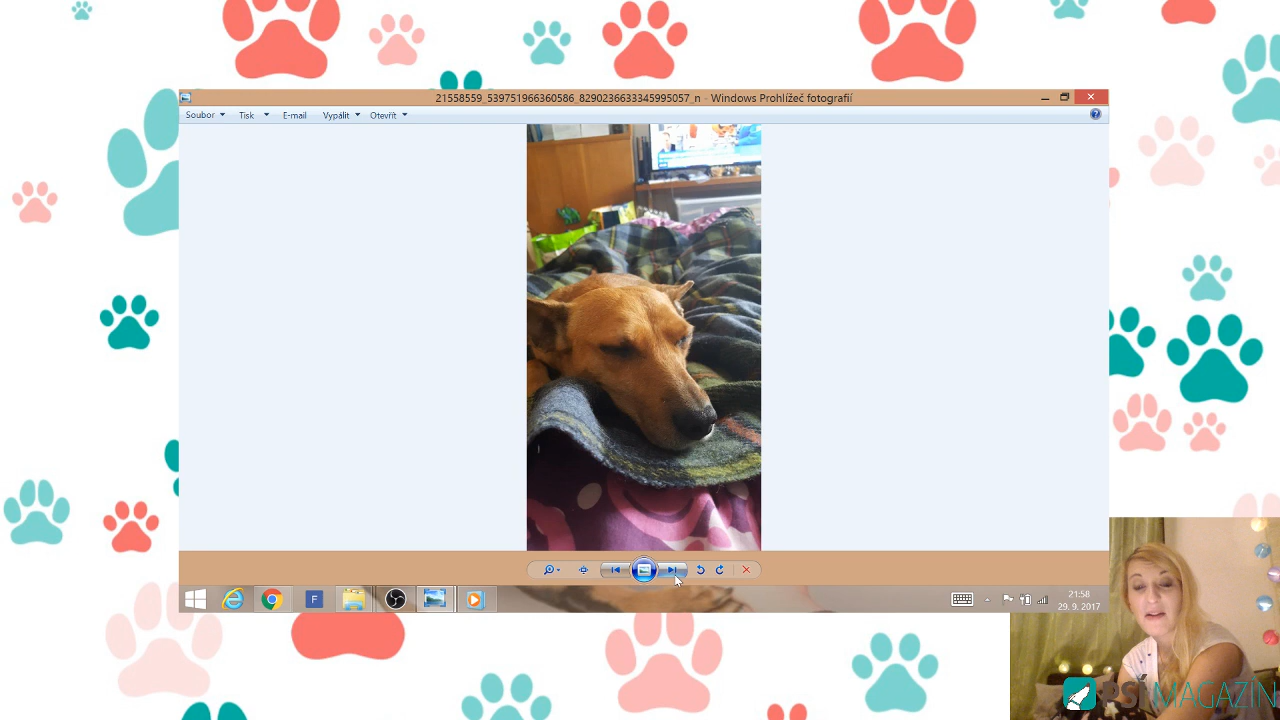 21558559_539751966360586_8290236633345995057_n - Windows Prohlížeč fotografií
Soubor Tisk E-mail Vypálit Otevřít
F
21:58
29. 9. 2017
PSÍ MAGAZÍN